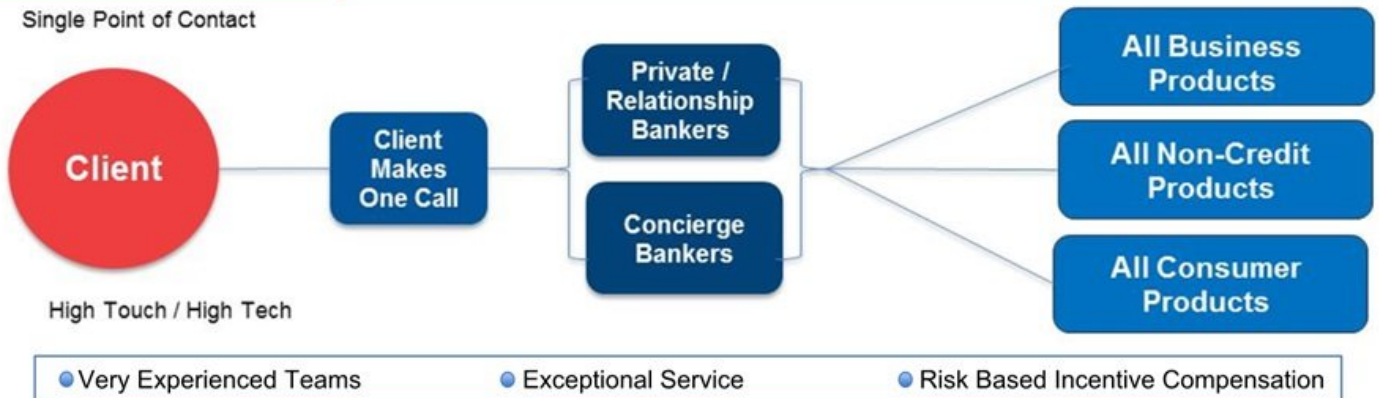 Single Point of Contact
Client
High Touch / High Tech
Client
Makes
One Call
Private /
Relationship
Bankers
Concierge
Bankers
All Business
Products
All Non-Credit
Products
All Consumer
Products
Very Experienced Teams
Exceptional Service
Risk Based Incentive Compensation